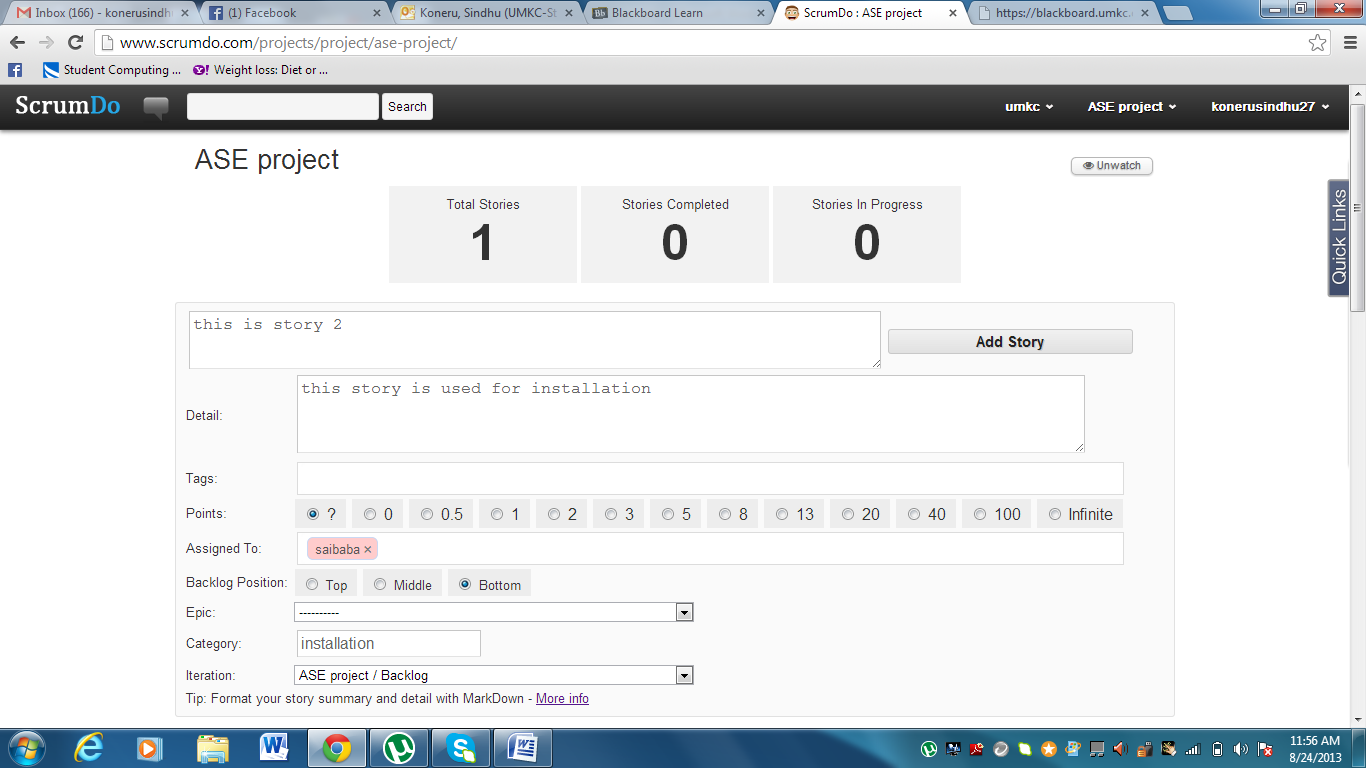 Inbox (166) - konerusindh
(1) Facebook
Koneru, Sindhu (UMKC-St
Blackboard Learn
ScrumDo : ASE project
https://blackboard.umkc.
www.scrumdo.com/projects/project/ase-project/
Student Computing ...
Weight loss: Diet or ...
ScrumDo
Search
umkc
ASE project
konerusindhu27
ASE project
Unwatch
Quick Links
Total Stories
Stories Completed
Stories In Progress
1
0
0
this is story 2
Add Story
Detail:
this story is used for installation
Tags:
Points: ? 0 0.5 1 2 3 5 8 13 20 40 100 Infinite
Assigned To: saibaba ×
Backlog Position: Top Middle Bottom
Epic: ----------
Category: installation
Iteration: ASE project / Backlog
Tip: Format your story summary and detail with MarkDown - More info
11:56 AM
8/24/2013